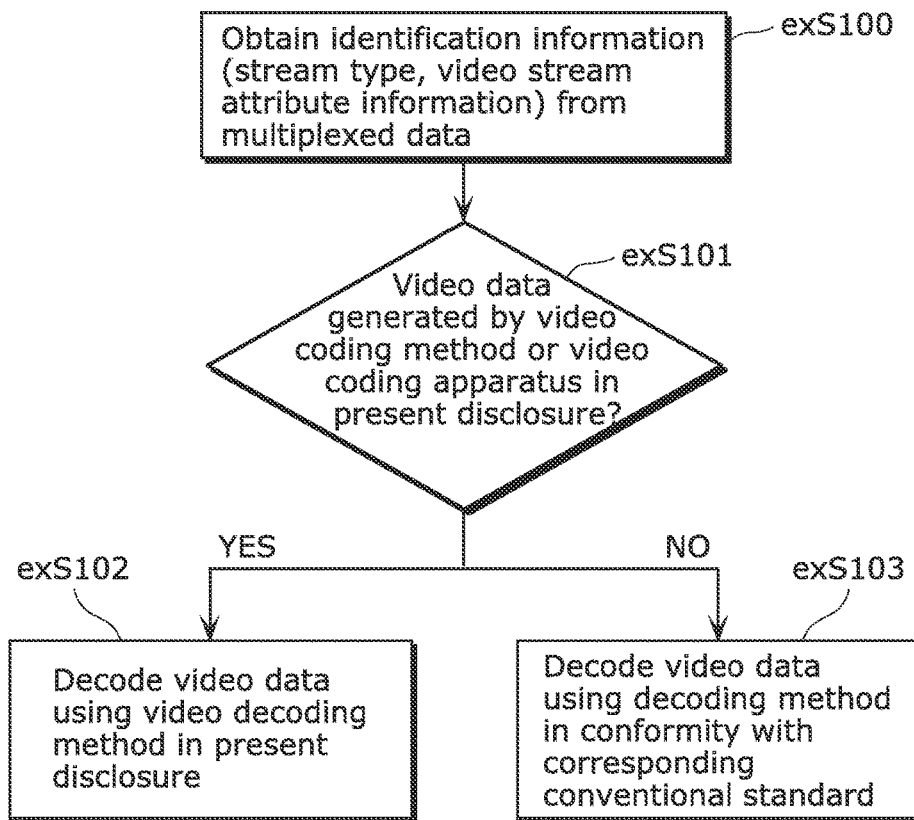 exS100
Obtain identification information
(stream type, video stream
attribute information) from
multiplexed data
exS101
Video data
generated by video
coding method or video
coding apparatus in
present disclosure?
YES
NO
exS102
exS103
Decode video data
using video decoding
method in present
disclosure
Decode video data
using decoding method
in conformity with
corresponding
conventional standard